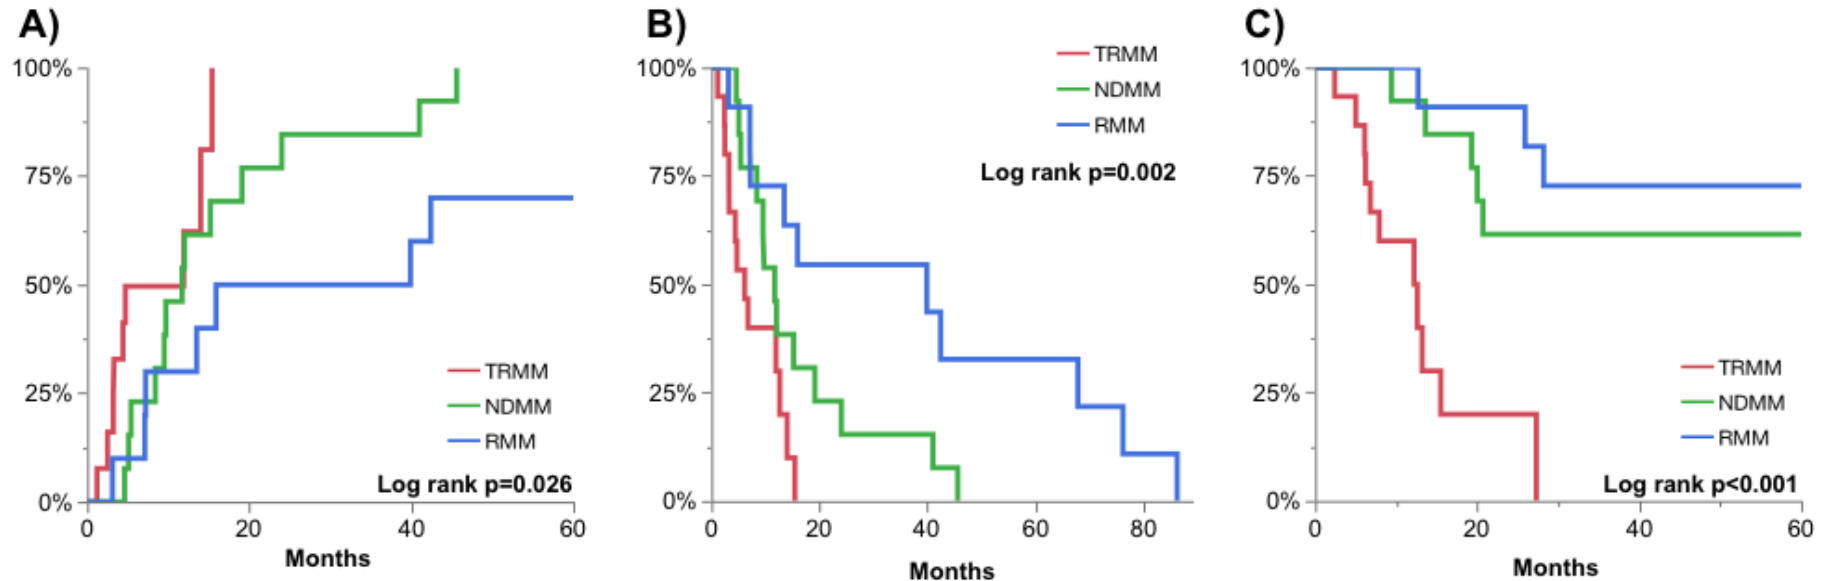 A)
100%
75%
50%
25%
0%
0
20
40
60
Months
TRMM
NDMM
RMM
Log rank p=0.026
B)
100%
75%
50%
25%
0%
0
20
40
60
80
Months
TRMM
NDMM
RMM
Log rank p=0.002
C)
100%
75%
50%
25%
0%
0
20
40
60
Months
TRMM
NDMM
RMM
Log rank p<0.001